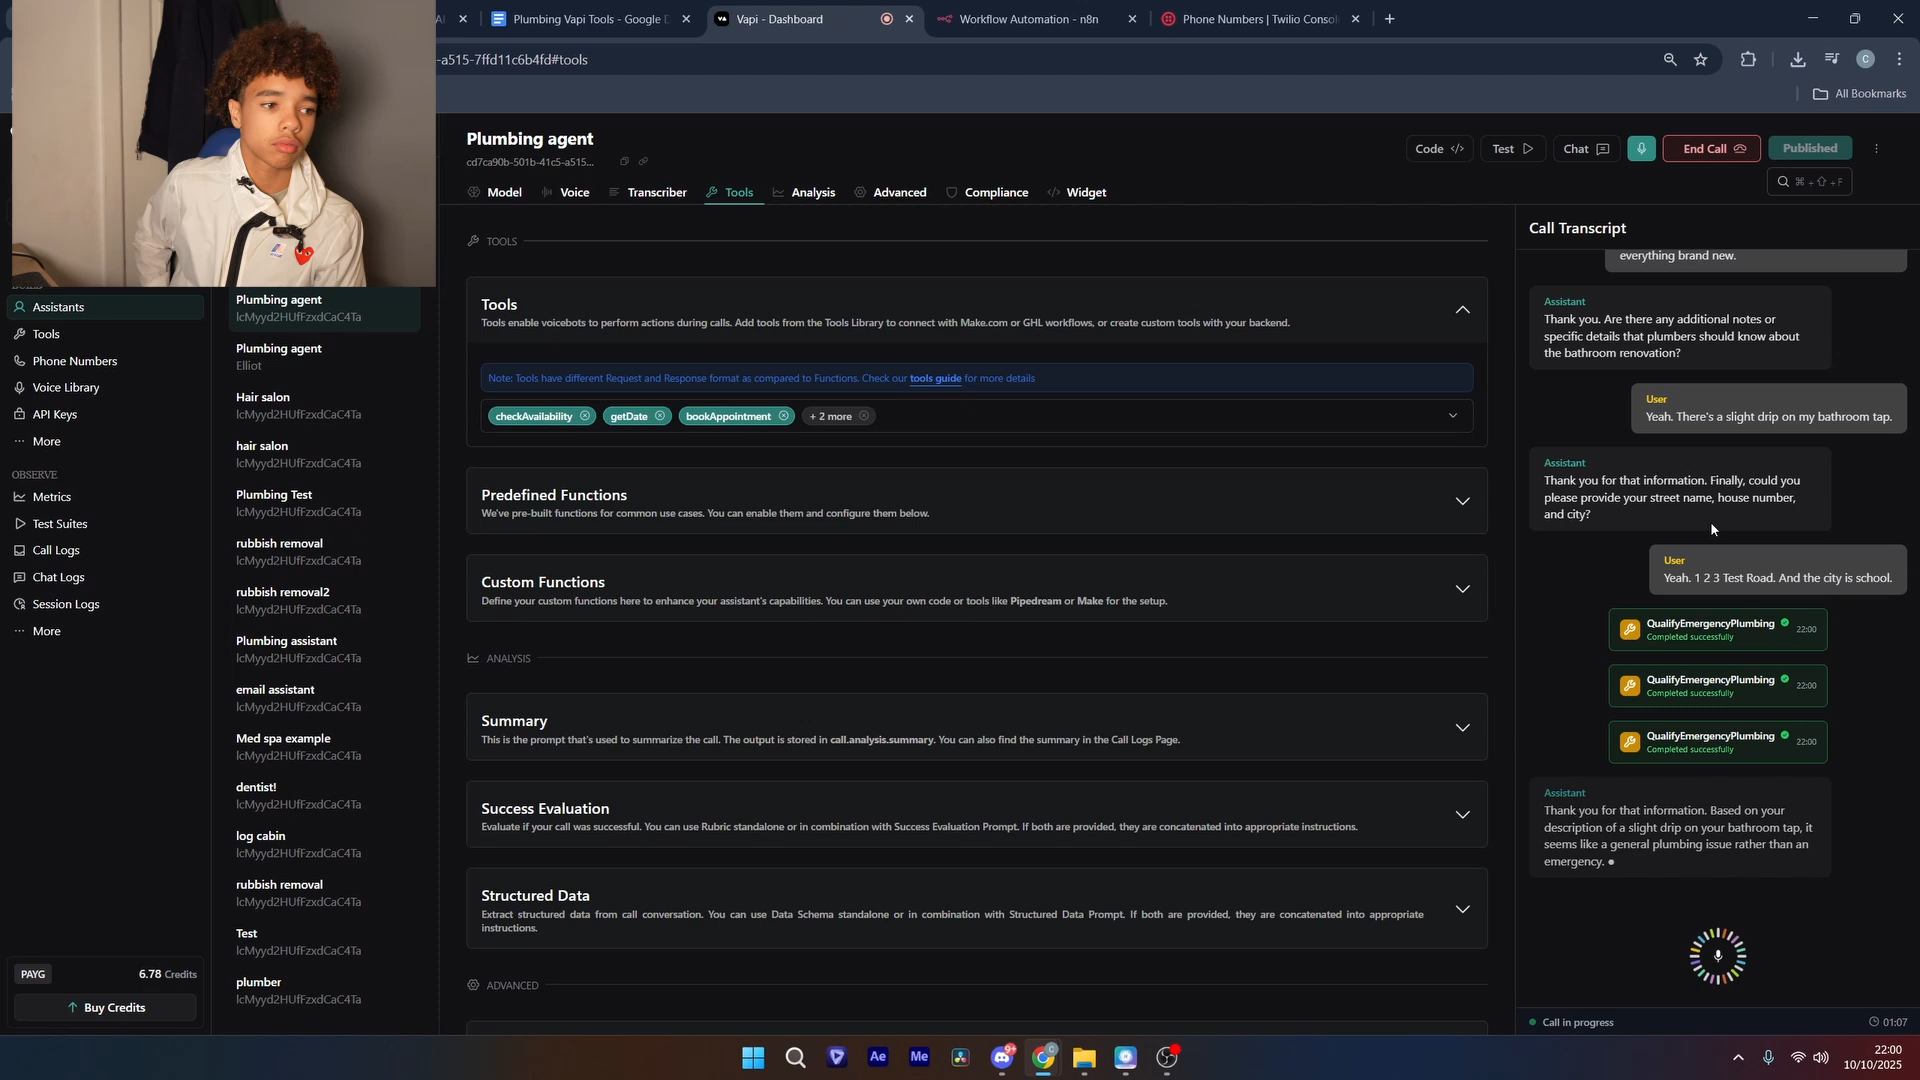 AI
Plumbing Vapi Tools - Google D
Vapi - Dashboard
Workflow Automation - n8n
Phone Numbers | Twilio Consol
-a515-7ffd11c6b4fd#tools
C
All Bookmarks
Plumbing agent
cd7ca90b-501b-41c5-a515...
Code </>
Test
Chat
End Call
Published
⌘ + ⇧ + F
Model
Voice
Transcriber
Tools
Analysis
Advanced
Compliance
Widget
Assistants
Tools
Phone Numbers
Voice Library
API Keys
More
OBSERVE
Metrics
Test Suites
Call Logs
Chat Logs
Session Logs
More
PAYG
6.78 Credits
Buy Credits
Plumbing agent
lcMyyd2HUfFzxdCaC4Ta
Plumbing agent
Elliot
Hair salon
lcMyyd2HUfFzxdCaC4Ta
hair salon
lcMyyd2HUfFzxdCaC4Ta
Plumbing Test
lcMyyd2HUfFzxdCaC4Ta
rubbish removal
lcMyyd2HUfFzxdCaC4Ta
rubbish removal2
lcMyyd2HUfFzxdCaC4Ta
Plumbing assistant
lcMyyd2HUfFzxdCaC4Ta
email assistant
lcMyyd2HUfFzxdCaC4Ta
Med spa example
lcMyyd2HUfFzxdCaC4Ta
dentist!
lcMyyd2HUfFzxdCaC4Ta
log cabin
lcMyyd2HUfFzxdCaC4Ta
rubbish removal
lcMyyd2HUfFzxdCaC4Ta
Test
lcMyyd2HUfFzxdCaC4Ta
plumber
lcMyyd2HUfFzxdCaC4Ta
TOOLS
Tools
Tools enable voicebots to perform actions during calls. Add tools from the Tools Library to connect with Make.com or GHL workflows, or create custom tools with your backend.
Note: Tools have different Request and Response format as compared to Functions. Check our tools guide for more details
checkAvailability
getDate
bookAppointment
+ 2 more
Predefined Functions
We've pre-built functions for common use cases. You can enable them and configure them below.
Custom Functions
Define your custom functions here to enhance your assistant's capabilities. You can use your own code or tools like Pipedream or Make for the setup.
ANALYSIS
Summary
This is the prompt that's used to summarize the call. The output is stored in call.analysis.summary. You can also find the summary in the Call Logs Page.
Success Evaluation
Evaluate if your call was successful. You can use Rubric standalone or in combination with Success Evaluation Prompt. If both are provided, they are concatenated into appropriate instructions.
Structured Data
Extract structured data from call conversation. You can use Data Schema standalone or in combination with Structured Data Prompt. If both are provided, they are concatenated into appropriate
instructions.
ADVANCED
Call Transcript
everything brand new.
Assistant
Thank you. Are there any additional notes or
specific details that plumbers should know about
the bathroom renovation?
User
Yeah. There's a slight drip on my bathroom tap.
Assistant
Thank you for that information. Finally, could you
please provide your street name, house number,
and city?
User
Yeah. 1 2 3 Test Road. And the city is school.
QualifyEmergencyPlumbing
Completed successfully
22:00
QualifyEmergencyPlumbing
Completed successfully
22:00
QualifyEmergencyPlumbing
Completed successfully
22:00
Assistant
Thank you for that information. Based on your
description of a slight drip on your bathroom tap, it
seems like a general plumbing issue rather than an
emergency.
Call in progress
01:07
Ae
Me
9+
C
22:00
10/10/2025